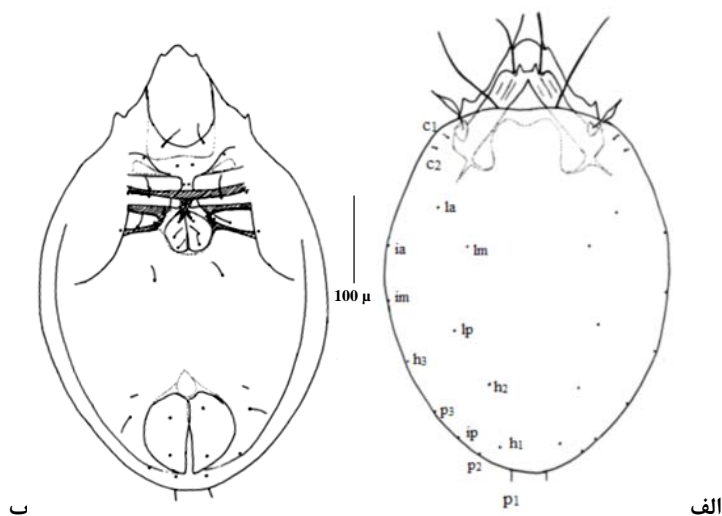 c1
c2
la
ia
lm
im
lp
h3
h2
p3
ip
h1
p2
p1
100 µ
ب
الف